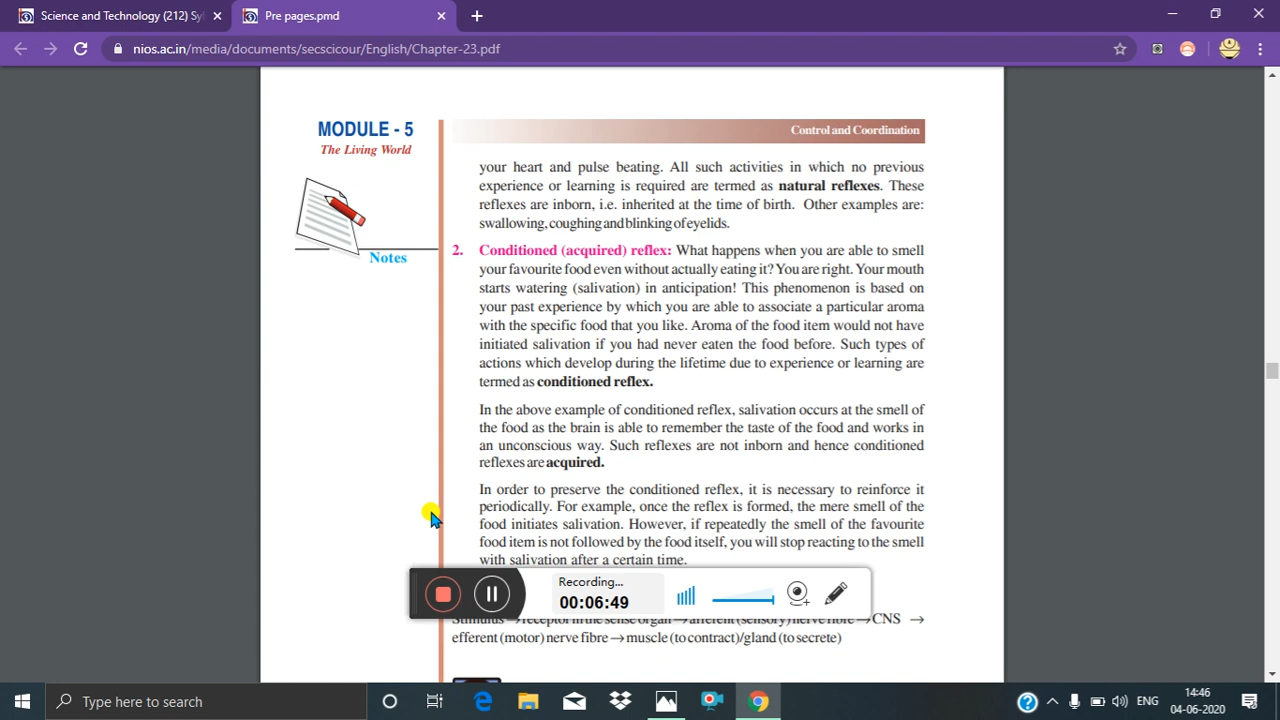 Science and Technology (212) Syl
Pre pages.pmd
nios.ac.in/media/documents/secscicour/English/Chapter-23.pdf
MODULE - 5
The Living World
Notes
Control and Coordination
your heart and pulse beating. All such activities in which no previous
experience or learning is required are termed as natural reflexes. These
reflexes are inborn, i.e. inherited at the time of birth. Other examples are:
swallowing, coughing and blinking of eyelids.
2. Conditioned (acquired) reflex: What happens when you are able to smell
your favourite food even without actually eating it? You are right. Your mouth
starts watering (salivation) in anticipation! This phenomenon is based on
your past experience by which you are able to associate a particular aroma
with the specific food that you like. Aroma of the food item would not have
initiated salivation if you had never eaten the food before. Such types of
actions which develop during the lifetime due to experience or learning are
termed as conditioned reflex.
In the above example of conditioned reflex, salivation occurs at the smell of
the food as the brain is able to remember the taste of the food and works in
an unconscious way. Such reflexes are not inborn and hence conditioned
reflexes are acquired.
In order to preserve the conditioned reflex, it is necessary to reinforce it
periodically. For example, once the reflex is formed, the mere smell of the
food initiates salivation. However, if repeatedly the smell of the favourite
food item is not followed by the food itself, you will stop reacting to the smell
with salivation after a certain time.
Recording...
00:06:49
Stimulus → receptor in the sense organ → afferent (sensory) nerve fibre → CNS →
efferent (motor) nerve fibre → muscle (to contract)/gland (to secrete)
Type here to search
ENG
14:46
04-06-2020